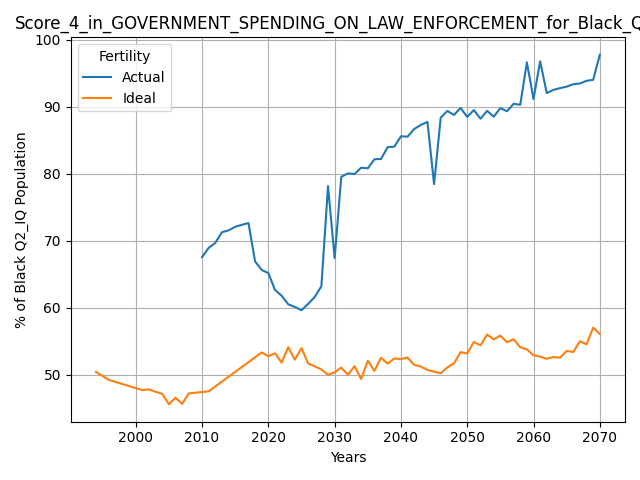 Score_4_in_GOVERNMENT_SPENDING_ON_LAW_ENFORCEMENT_for_Black_Q
Fertility
Actual
Ideal
100
90
80
70
60
50
% of Black Q2_IQ Population
2000 2010 2020 2030 2040 2050 2060 2070
Years